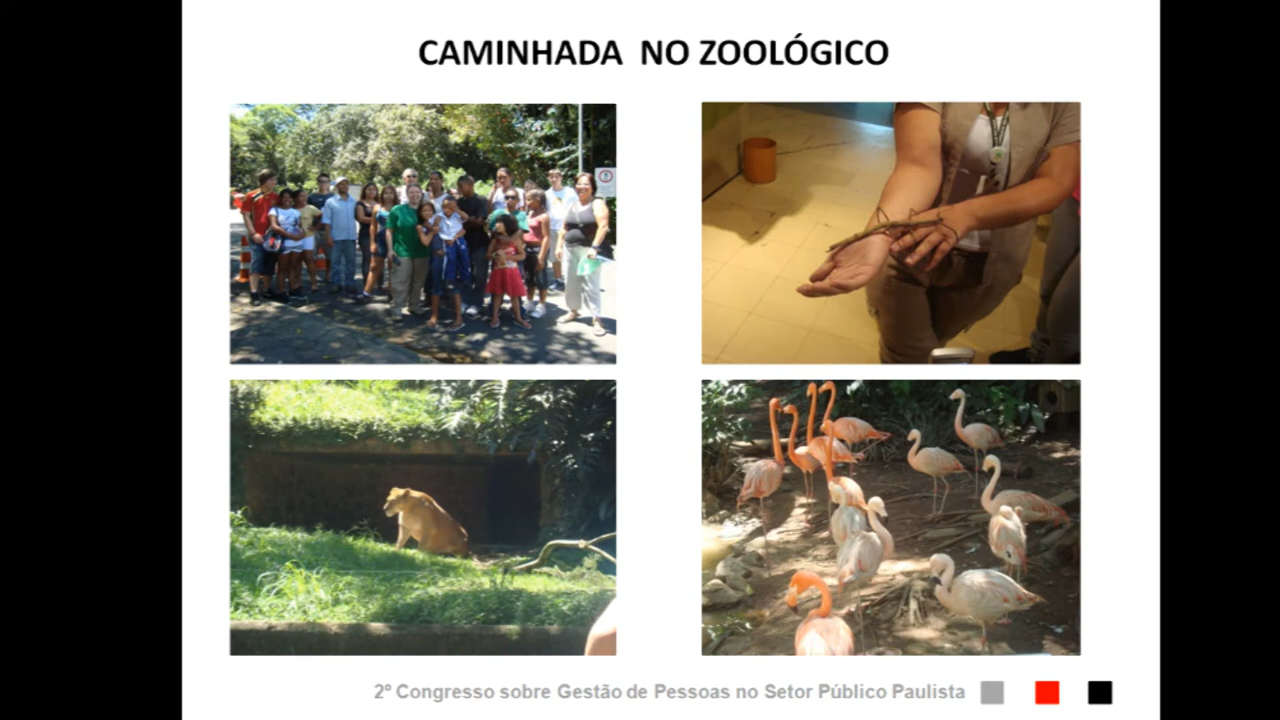 CAMINHADA NO ZOOLÓGICO
2º Congresso sobre Gestão de Pessoas no Setor Público Paulista